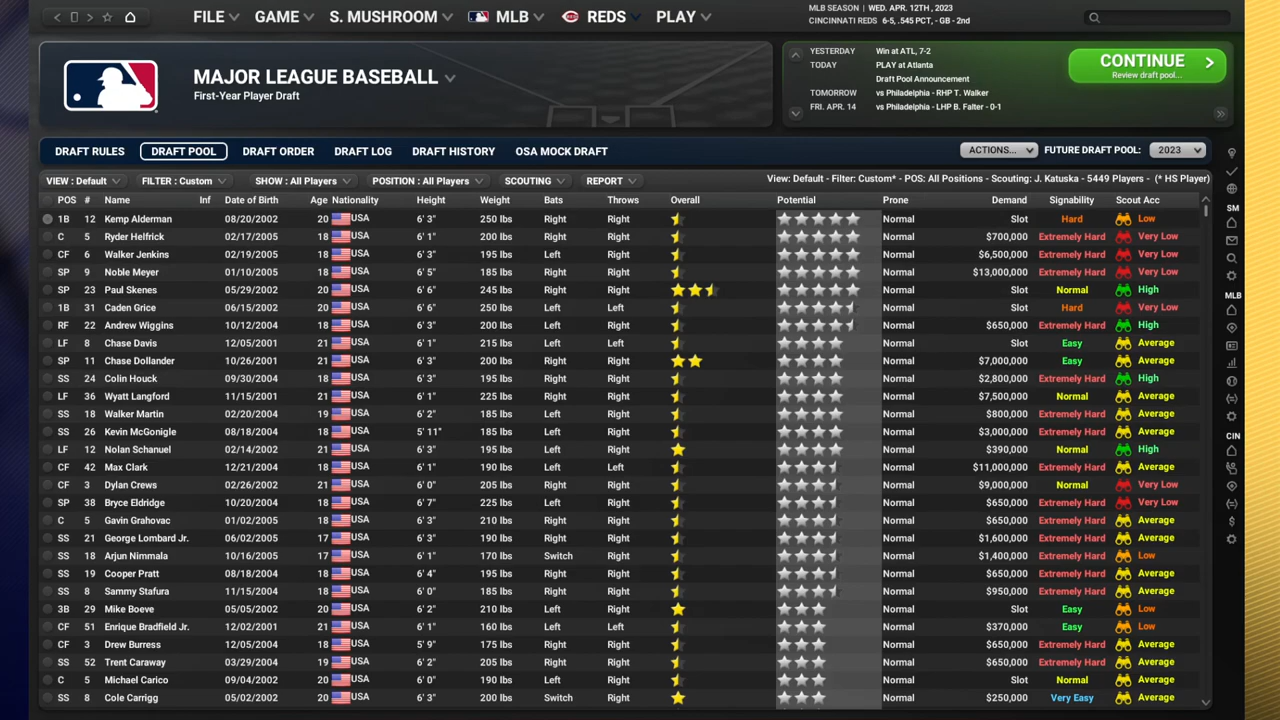 FILE GAME S. MUSHROOM MLB REDS PLAY
MLB SEASON | WED. APR. 12TH , 2023
CINCINNATI REDS 6-5, .545 PCT, - GB - 2nd
MAJOR LEAGUE BASEBALL
First-Year Player Draft
YESTERDAY Win at ATL, 7-2
TODAY PLAY at Atlanta
Draft Pool Announcement
TOMORROW vs Philadelphia - RHP T. Walker
FRI. APR. 14 vs Philadelphia - LHP B. Falter - 0-1
CONTINUE
Review draft pool...
DRAFT RULES DRAFT POOL DRAFT ORDER DRAFT LOG DRAFT HISTORY OSA MOCK DRAFT ACTIONS... FUTURE DRAFT POOL: 2023
VIEW : Default FILTER : Custom SHOW : All Players POSITION : All Players SCOUTING REPORT View: Default - Filter: Custom* - POS: All Positions - Scouting: J. Katuska - 5449 Players - (* HS Player)
POS # Name Inf Date of Birth Age Nationality Height Weight Bats Throws Overall Potential Prone Demand Signability Scout Acc
1B 12 Kemp Alderman 08/20/2002 20 USA 6' 3" 250 lbs Right Right Normal Slot Hard Low
C 5 Ryder Helfrick 02/17/2005 18 USA 6' 1" 200 lbs Right Right Normal $700,000 Extremely Hard Very Low
CF 6 Walker Jenkins 02/19/2005 18 USA 6' 3" 195 lbs Left Right Normal $6,500,000 Extremely Hard Very Low
SP 9 Noble Meyer 01/10/2005 18 USA 6' 5" 185 lbs Right Right Normal $13,000,000 Extremely Hard Very Low
SP 23 Paul Skenes 05/29/2002 20 USA 6' 6" 245 lbs Right Right Normal Slot Normal High
1B 31 Caden Grice 06/15/2002 20 USA 6' 6" 250 lbs Left Left Normal Slot Hard Very Low
RF 22 Andrew Wiggins 10/12/2004 18 USA 6' 3" 200 lbs Left Right Normal $650,000 Extremely Hard High
LF 8 Chase Davis 12/05/2001 21 USA 6' 1" 215 lbs Left Left Normal Slot Easy Average
SP 11 Chase Dollander 10/26/2001 21 USA 6' 3" 200 lbs Right Right Normal $7,000,000 Easy Average
SS 24 Colin Houck 09/30/2004 18 USA 6' 3" 195 lbs Right Right Normal $2,800,000 Extremely Hard High
LF 36 Wyatt Langford 11/15/2001 21 USA 6' 1" 225 lbs Right Right Normal $7,500,000 Normal Average
SS 18 Walker Martin 02/20/2004 19 USA 6' 2" 185 lbs Left Right Normal $800,000 Extremely Hard Average
SS 26 Kevin McGonigle 08/18/2004 18 USA 5' 11" 185 lbs Left Right Normal $3,000,000 Extremely Hard Average
LF 12 Nolan Schanuel 02/14/2002 21 USA 6' 3" 195 lbs Left Right Normal $390,000 Normal High
CF 42 Max Clark 12/21/2004 18 USA 6' 1" 190 lbs Left Left Normal $11,000,000 Extremely Hard Average
CF 3 Dylan Crews 02/26/2002 21 USA 6' 0" 205 lbs Right Right Normal $9,000,000 Normal Very Low
SP 38 Bryce Eldridge 10/20/2004 18 USA 6' 7" 225 lbs Left Right Normal $650,000 Extremely Hard Very Low
C 5 Gavin Grahovac 01/02/2005 18 USA 6' 3" 210 lbs Right Right Normal $650,000 Extremely Hard Average
SS 21 George Lombard Jr. 06/02/2005 17 USA 6' 3" 190 lbs Right Right Normal $1,600,000 Extremely Hard Average
SS 18 Arjun Nimmala 10/16/2005 17 USA 6' 1" 170 lbs Switch Right Normal $1,400,000 Extremely Hard Low
SS 19 Cooper Pratt 08/18/2004 18 USA 6' 4" 195 lbs Right Right Normal $650,000 Extremely Hard Average
SS 8 Sammy Stafura 11/15/2004 18 USA 6' 0" 185 lbs Right Right Normal $950,000 Extremely Hard Average
3B 29 Mike Boeve 05/05/2002 20 USA 6' 2" 210 lbs Left Right Normal Slot Easy Low
CF 51 Enrique Bradfield Jr. 12/02/2001 21 USA 6' 1" 160 lbs Left Left Normal $370,000 Easy Low
CF 3 Drew Burress 12/05/2004 18 USA 5' 9" 175 lbs Right Right Normal $650,000 Extremely Hard Average
SS 52 Trent Caraway 03/29/2004 19 USA 6' 2" 205 lbs Right Right Normal $650,000 Extremely Hard Average
C 5 Michael Carico 09/04/2002 20 USA 6' 0" 190 lbs Left Right Normal Slot Normal Average
SS 8 Cole Carrigg 05/02/2002 20 USA 6' 3" 200 lbs Switch Right Normal $250,000 Very Easy Average
SM
MLB
CIN